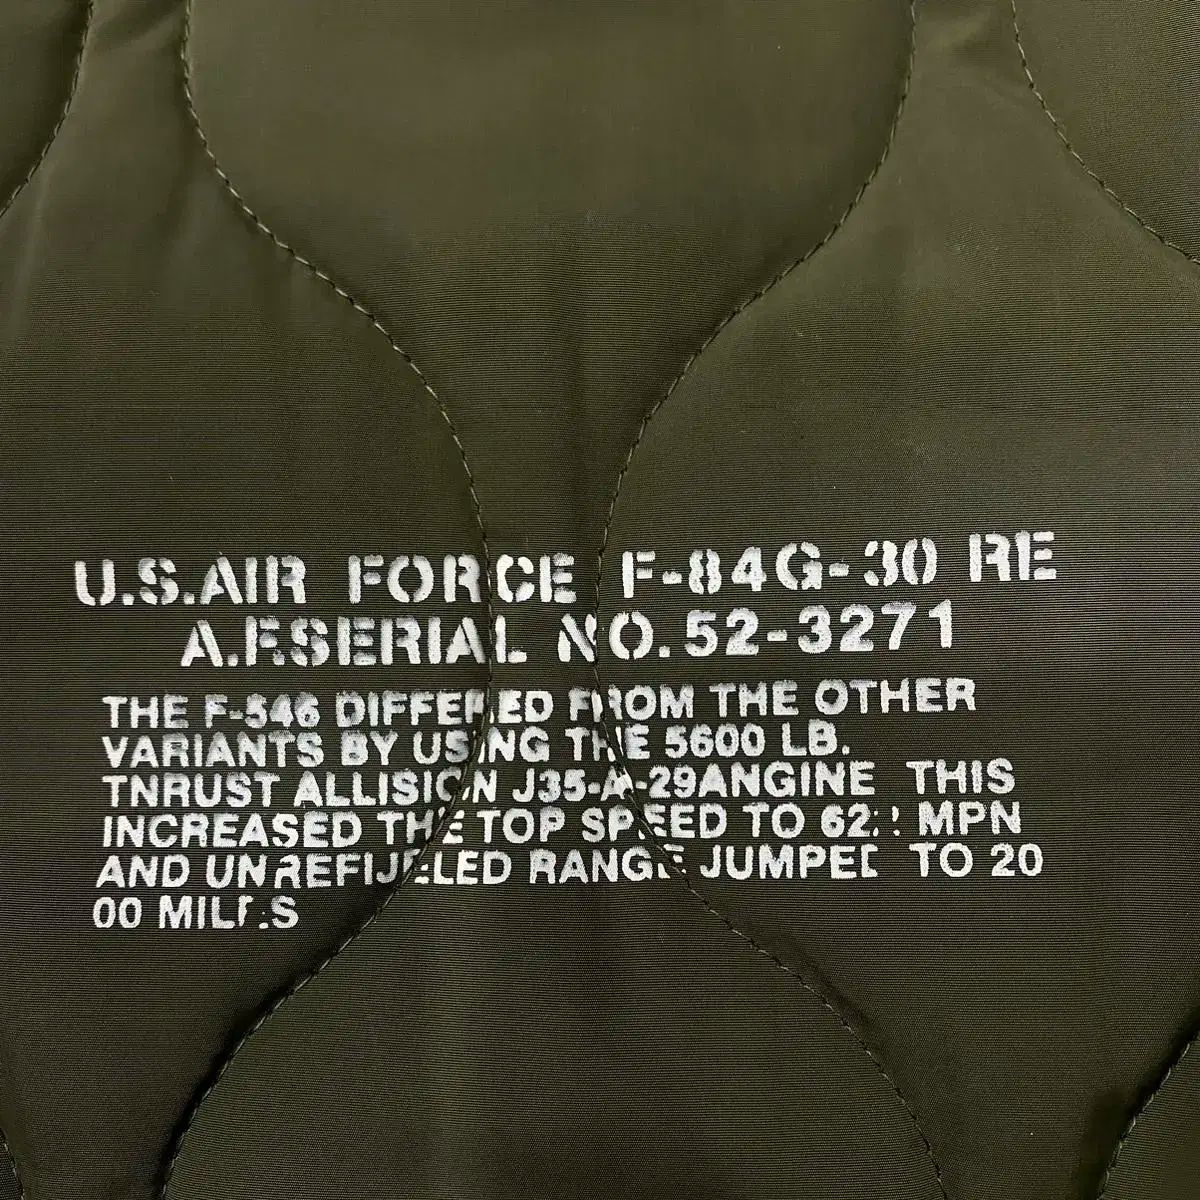 U.S.AIR FORCE F-84G-30 RE
A.F.SERIAL NO.52-3271
THE F-546 DIFFERED FROM THE OTHER
VARIANTS BY USING THE 5600 LB.
TNRUST ALLISION J35-A-29ANGINE THIS
INCREASED THE TOP SPEED TO MPN
AND UNREFIJELED RANGE JUMPED TO 20
00 MILES